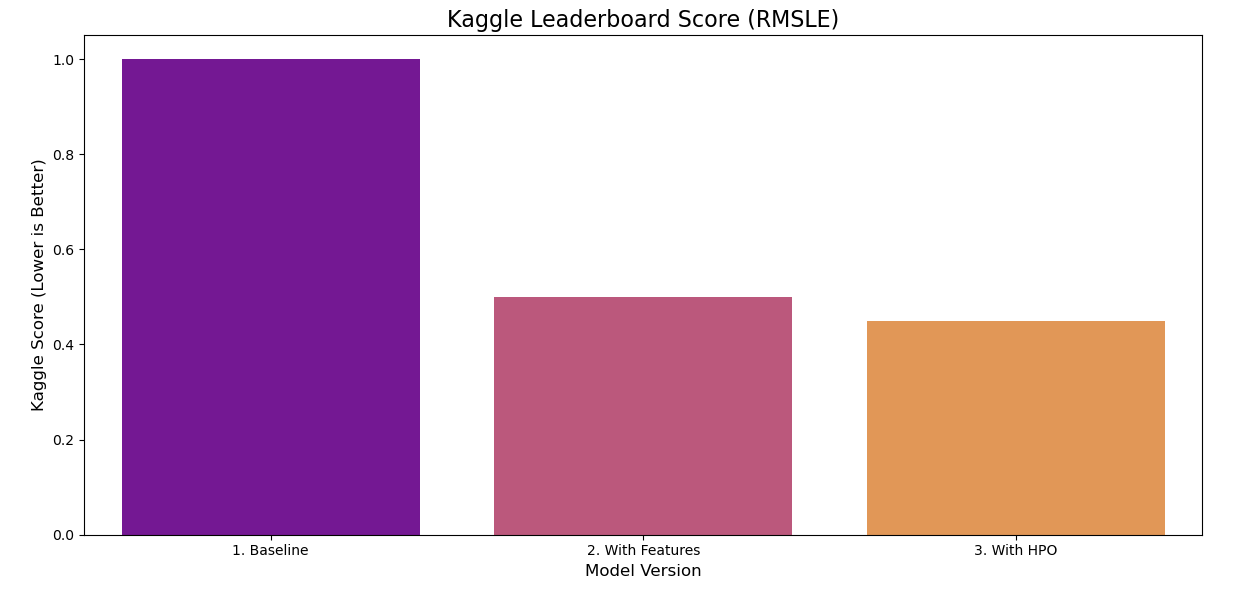 Kaggle Leaderboard Score (RMSLE)
Kaggle Score (Lower is Better)
1.0
0.8
0.6
0.4
0.2
0.0
1. Baseline
2. With Features
3. With HPO
Model Version